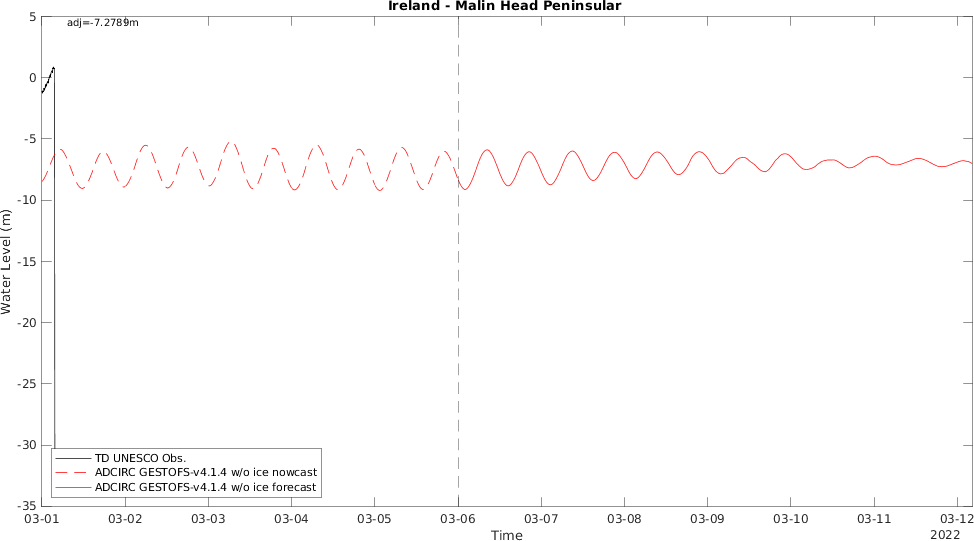 Ireland - Malin Head Peninsular
adj=-7.2789m
5
0
-5
-10
-15
-20
-25
-30
-35
Water Level (m)
TD UNESCO Obs.
ADCIRC GESTOFS-v4.1.4 w/o ice nowcast
ADCIRC GESTOFS-v4.1.4 w/o ice forecast
03-01 03-02 03-03 03-04 03-05 03-06 03-07 03-08 03-09 03-10 03-11 03-12
Time
2022